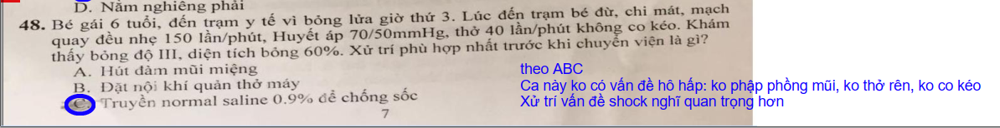 D. Nằm nghiêng phải
48. Bé gái 6 tuổi, đến trạm y tế vì bỏng lửa giờ thứ 3. Lúc đến trạm bé đừ, chi mát, mạch
quay đều nhẹ 150 lần/phút, Huyết áp 70/50mmHg, thở 40 lần/phút không co kéo. Khám
thấy bỏng độ III, diện tích bỏng 60%. Xử trí phù hợp nhất trước khi chuyển viện là gì?
A. Hút đàm mũi miệng
B. Đặt nội khí quản thở máy
C. Truyền normal saline 0.9% để chống sốc
7
theo ABC
Ca này ko có vấn đề hô hấp: ko phập phồng mũi, ko thở rên, ko co kéo
Xử trí vấn đề shock nghĩ quan trọng hơn